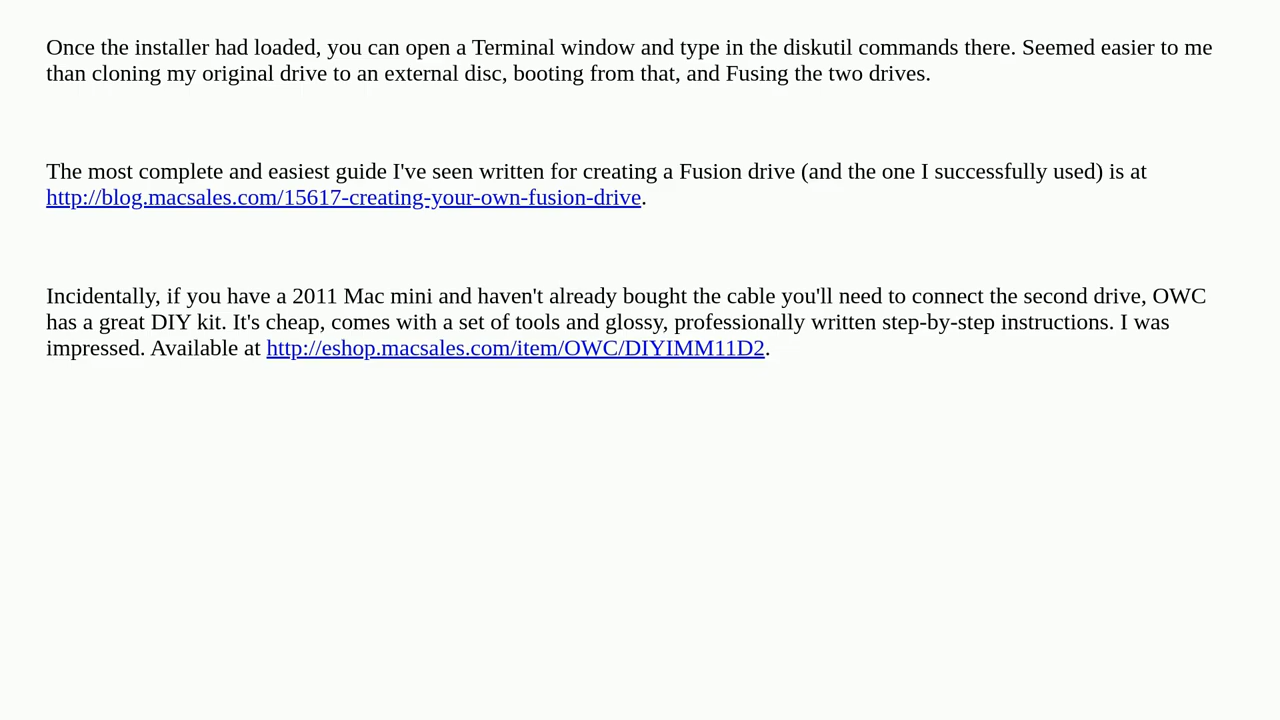 Once the installer had loaded, you can open a Terminal window and type in the diskutil commands there. Seemed easier to me
than cloning my original drive to an external disc, booting from that, and Fusing the two drives.
The most complete and easiest guide I've seen written for creating a Fusion drive (and the one I successfully used) is at
http://blog.macsales.com/15617-creating-your-own-fusion-drive.
Incidentally, if you have a 2011 Mac mini and haven't already bought the cable you'll need to connect the second drive, OWC
has a great DIY kit. It's cheap, comes with a set of tools and glossy, professionally written step-by-step instructions. I was
impressed. Available at http://eshop.macsales.com/item/OWC/DIYIMM11D2.